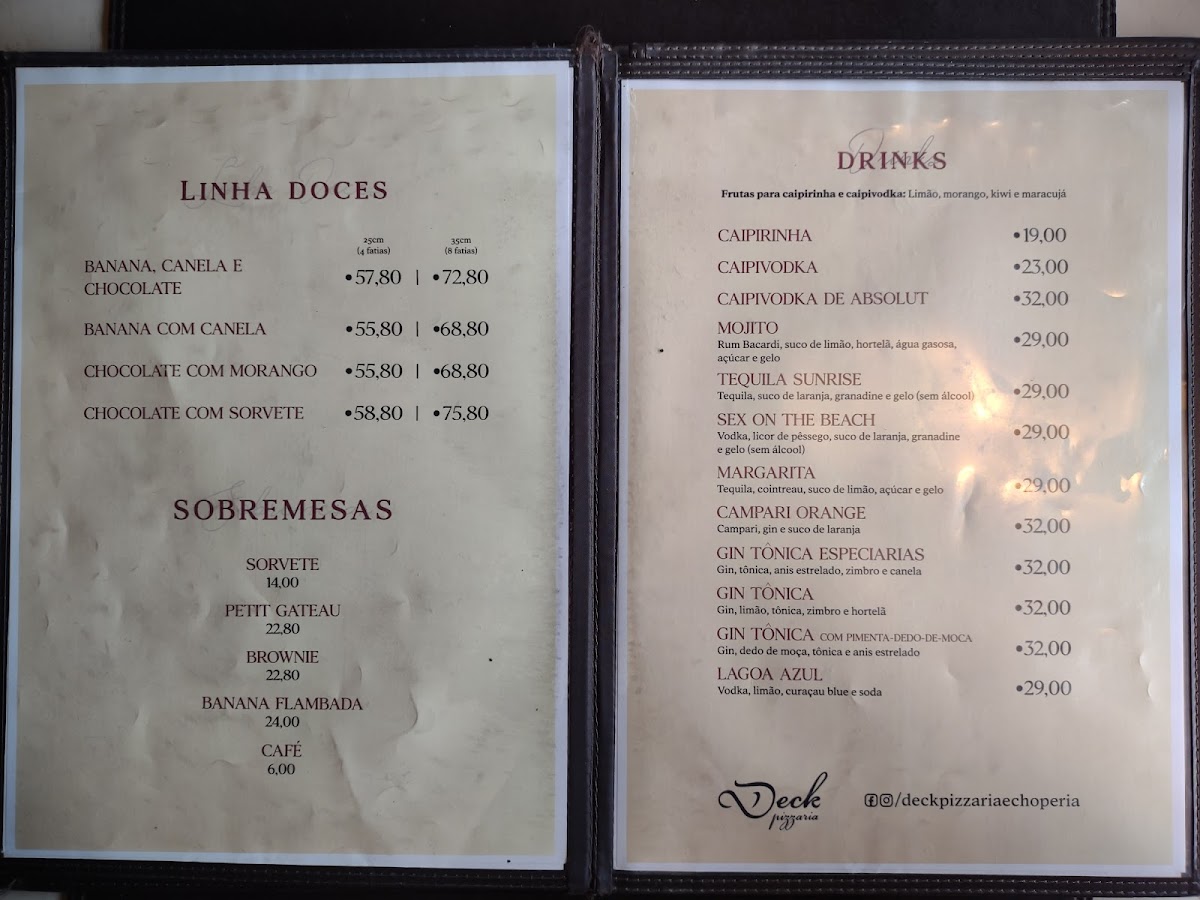 LINHA DOCES
25cm 35cm
(4 fatias) (8 fatias)
BANANA, CANELA E
CHOCOLATE •57,80 | •72,80
BANANA COM CANELA •55,80 | •68,80
CHOCOLATE COM MORANGO •55,80 | •68,80
CHOCOLATE COM SORVETE •58,80 | •75,80
SOBREMESAS
SORVETE
14,00
PETIT GATEAU
22,80
BROWNIE
22,80
BANANA FLAMBADA
24,00
CAFÉ
6,00
DRINKS
Frutas para caipirinha e caipivodka: Limão, morango, kiwi e maracujá
CAIPIRINHA •19,00
CAIPIVODKA •23,00
CAIPIVODKA DE ABSOLUT •32,00
MOJITO •29,00
Rum Bacardi, suco de limão, hortelã, água gasosa,
açúcar e gelo
TEQUILA SUNRISE •29,00
Tequila, suco de laranja, granadine e gelo (sem álcool)
SEX ON THE BEACH •29,00
Vodka, licor de pêssego, suco de laranja, granadine
e gelo (sem álcool)
MARGARITA •29,00
Tequila, cointreau, suco de limão, açúcar e gelo
CAMPARI ORANGE •32,00
Campari, gin e suco de laranja
GIN TÔNICA ESPECIARIAS •32,00
Gin, tônica, anis estrelado, zimbro e canela
GIN TÔNICA •32,00
Gin, limão, tônica, zimbro e hortelã
GIN TÔNICA COM PIMENTA-DEDO-DE-MOCA •32,00
Gin, dedo de moça, tônica e anis estrelado
LAGOA AZUL •29,00
Vodka, limão, curaçau blue e soda
Deck
pizzaria
/deckpizzariaechoperia